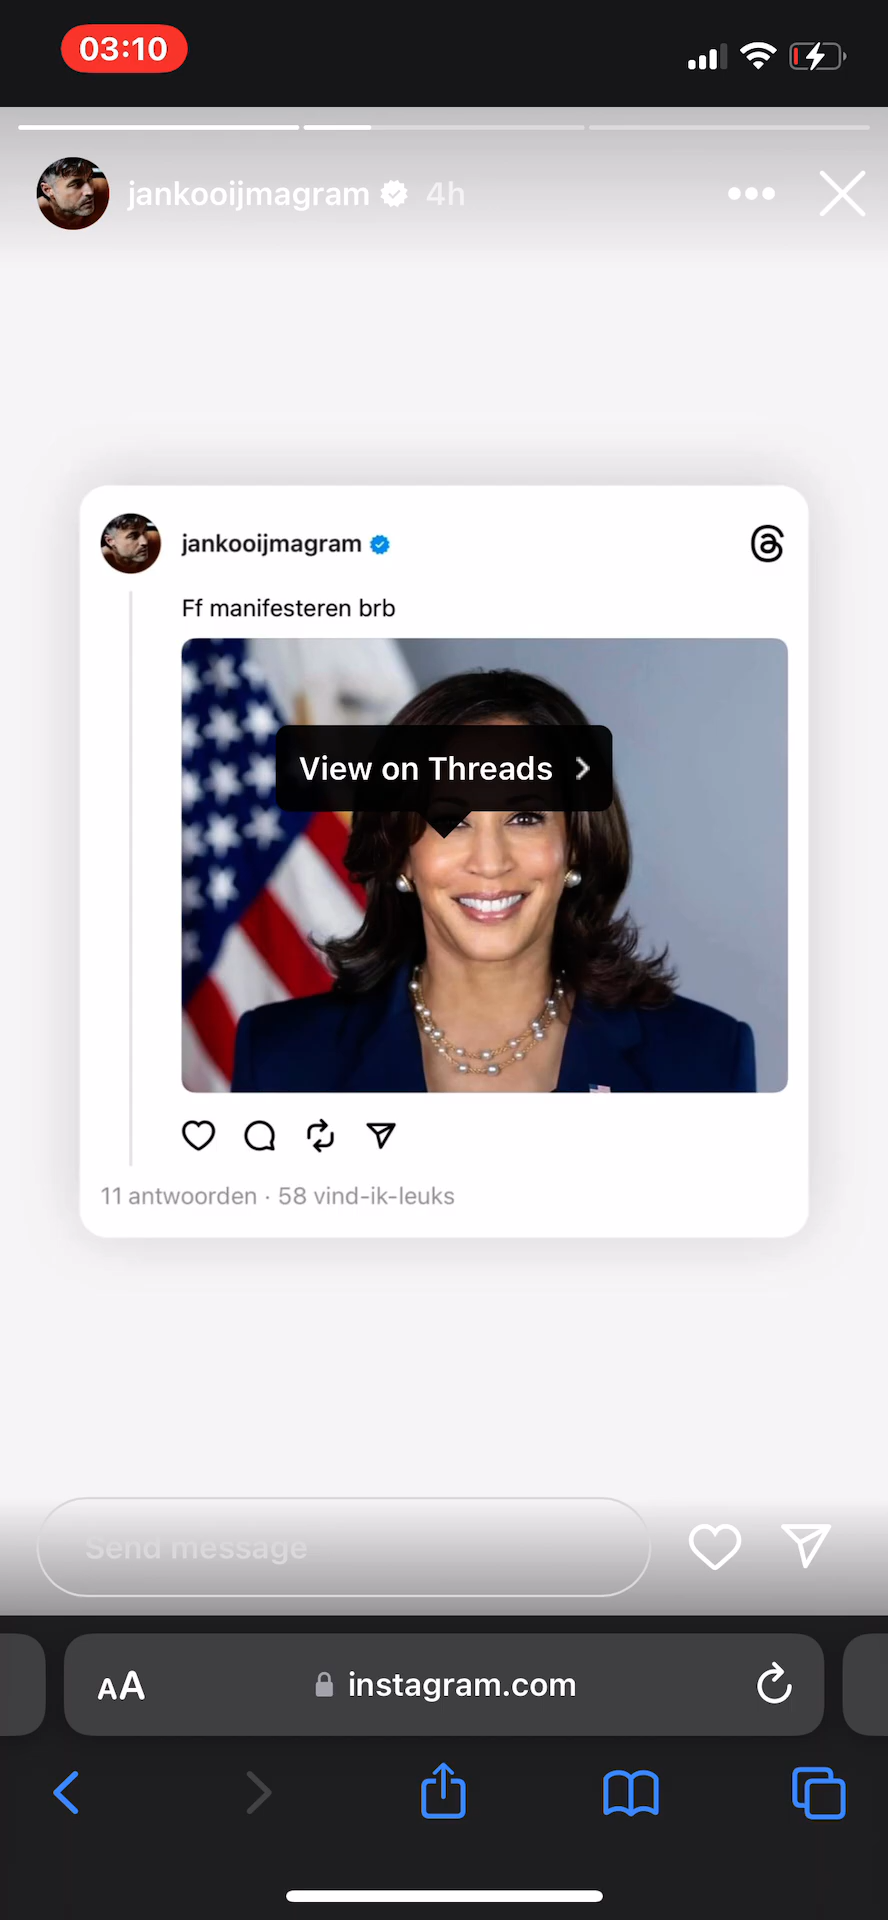 03:10
jankooijmagram 4h
jankooijmagram
Ff manifesteren brb
View on Threads
11 antwoorden · 58 vind-ik-leuks
Send message
AA instagram.com